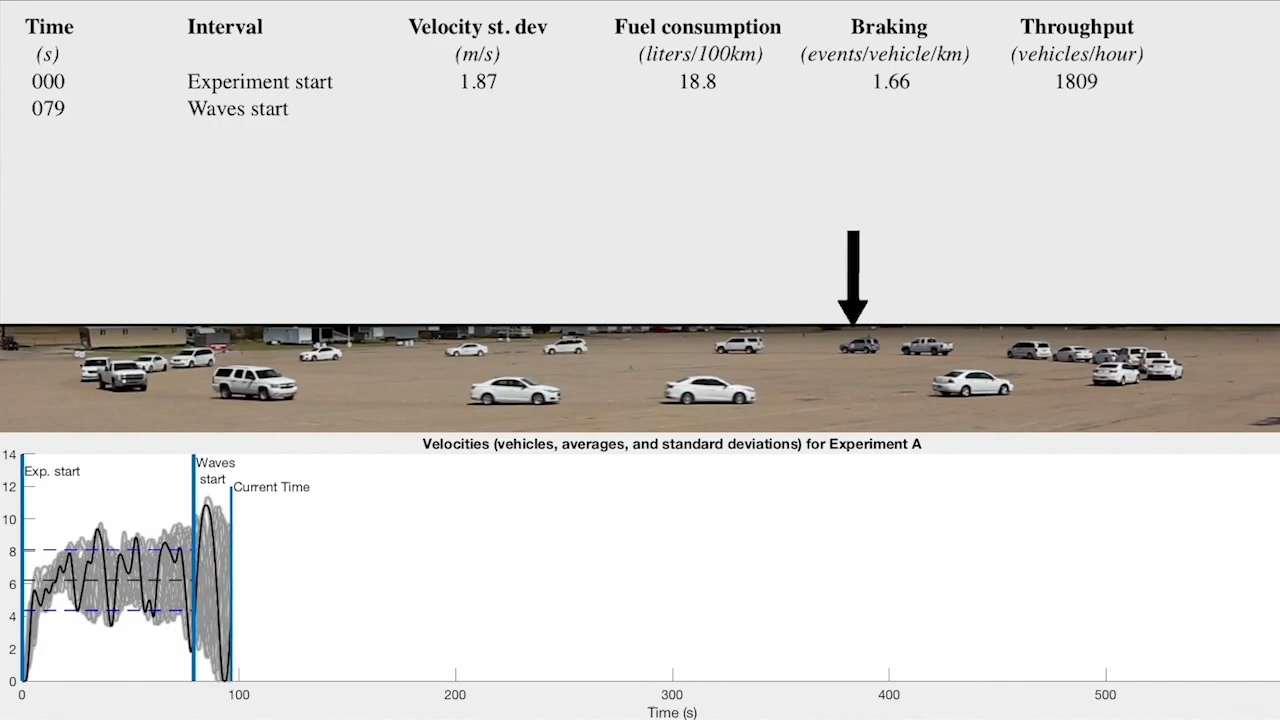 Time Interval Velocity st. dev Fuel consumption Braking Throughput
(s) (m/s) (liters/100km) (events/vehicle/km) (vehicles/hour)
000 Experiment start 1.87 18.8 1.66 1809
079 Waves start
Velocities (vehicles, averages, and standard deviations) for Experiment A
14
12
10
8
6
4
2
0
Exp. start
Waves
start
Current Time
0 100 200 300 400 500
Time (s)